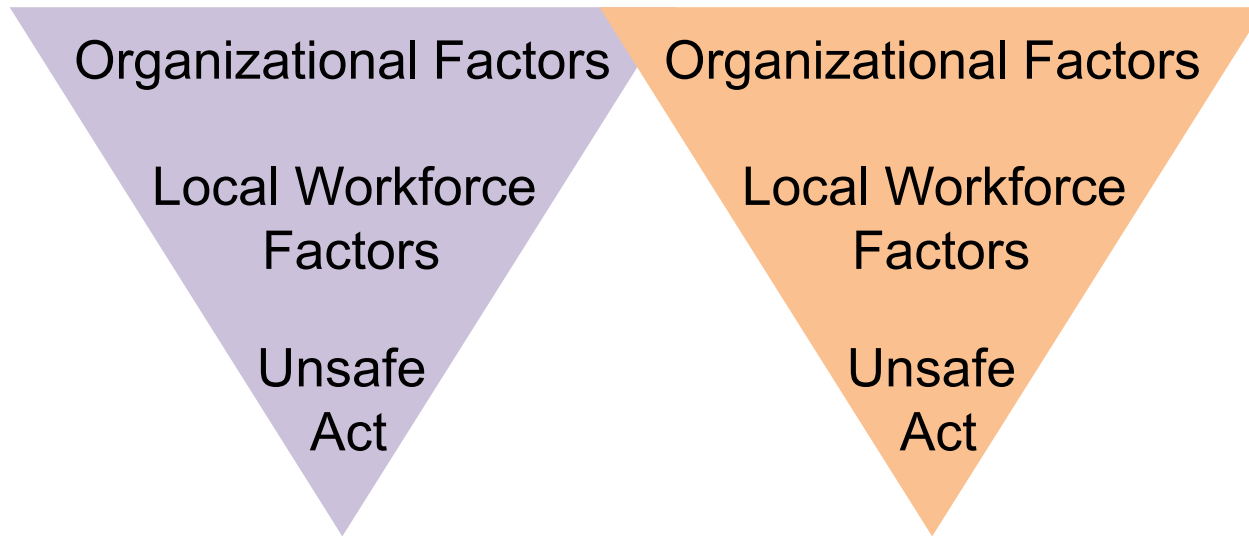 Organizational Factors
Local Workforce
Factors
Unsafe
Act
Organizational Factors
Local Workforce
Factors
Unsafe
Act